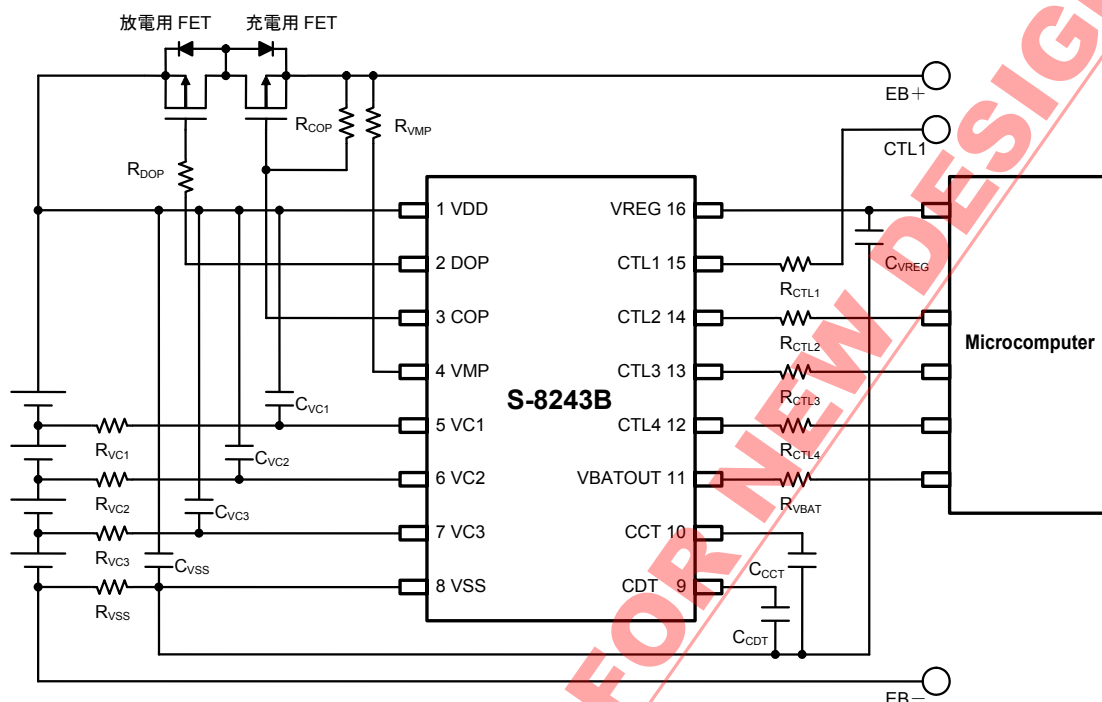 放電用 FET
充電用 FET
EB＋
CTL1
RCOP
RVMP
RDOP
1 VDD
2 DOP
3 COP
4 VMP
5 VC1
6 VC2
7 VC3
8 VSS
S-8243B
VREG 16
CTL1 15
CTL2 14
CTL3 13
CTL4 12
VBATOUT 11
CCT 10
CDT 9
RVC1
RVC2
RVC3
RVSS
CVC1
CVC2
CVC3
CVSS
RCTL1
RCTL2
RCTL3
RCTL4
RVBAT
CVREG
CCCT
CCDT
Microcomputer
EB－
FOR NEW DESIG